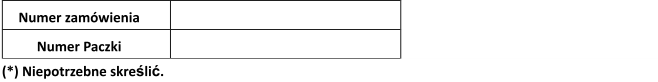 Numer zamówienia
Numer Paczki
(*) Niepotrzebne skreślić.